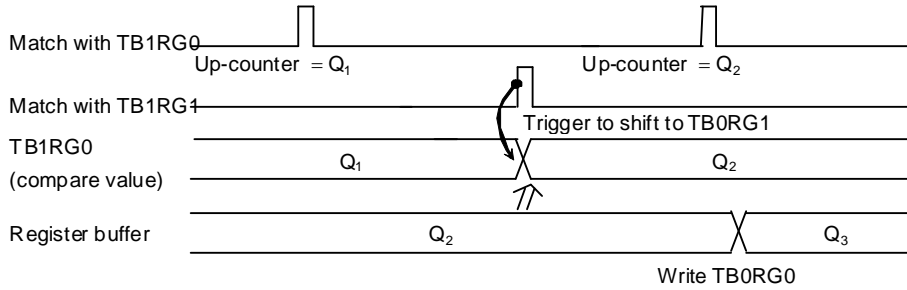 Match with TB1RG0
Up-counter = Q₁ Up-counter = Q₂
Match with TB1RG1
Trigger to shift to TB0RG1
TB1RG0
(compare value)
Q₁ Q₂
Register buffer Q₂ Q₃
Write TB0RG0